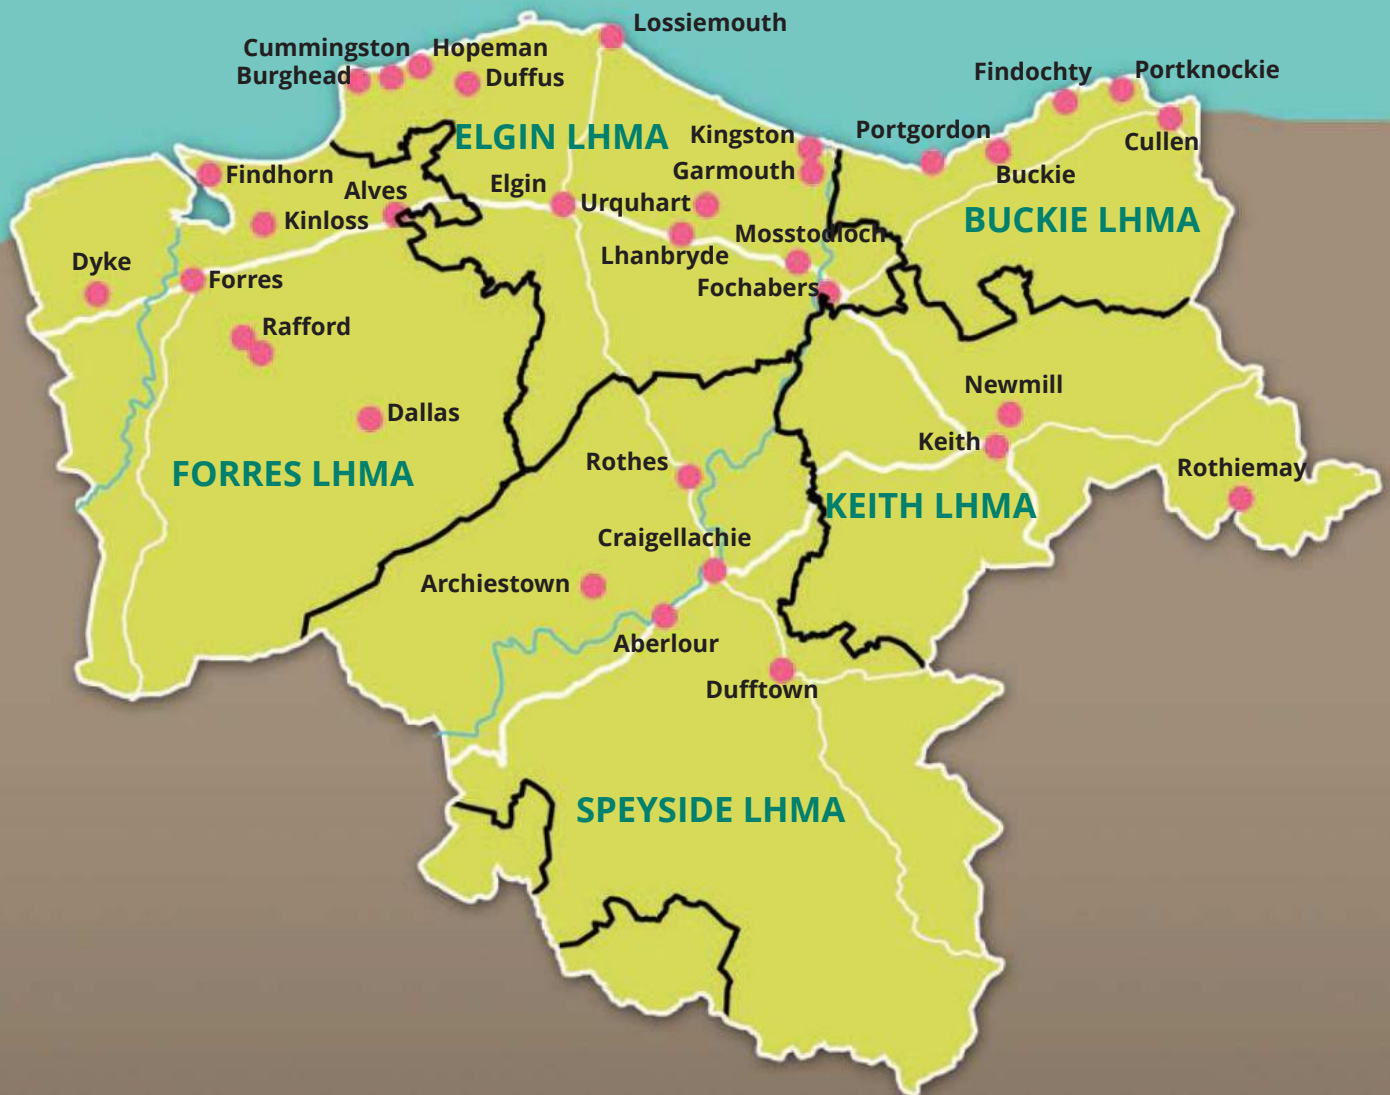 Lossiemouth
Cummingston
Hopeman
Burghead
Duffus
Findochty
Portknockie
ELGIN LHMA
Kingston
Portgordon
Cullen
Garmouth
Buckie
Findhorn
Alves
Elgin
Urquhart
Kinloss
BUCKIE LHMA
Mosstodloch
Lhanbryde
Dyke
Forres
Fochabers
Rafford
Newmill
Dallas
Keith
Rothes
FORRES LHMA
Rothiemay
KEITH LHMA
Craigellachie
Archiestown
Aberlour
Dufftown
SPEYSIDE LHMA